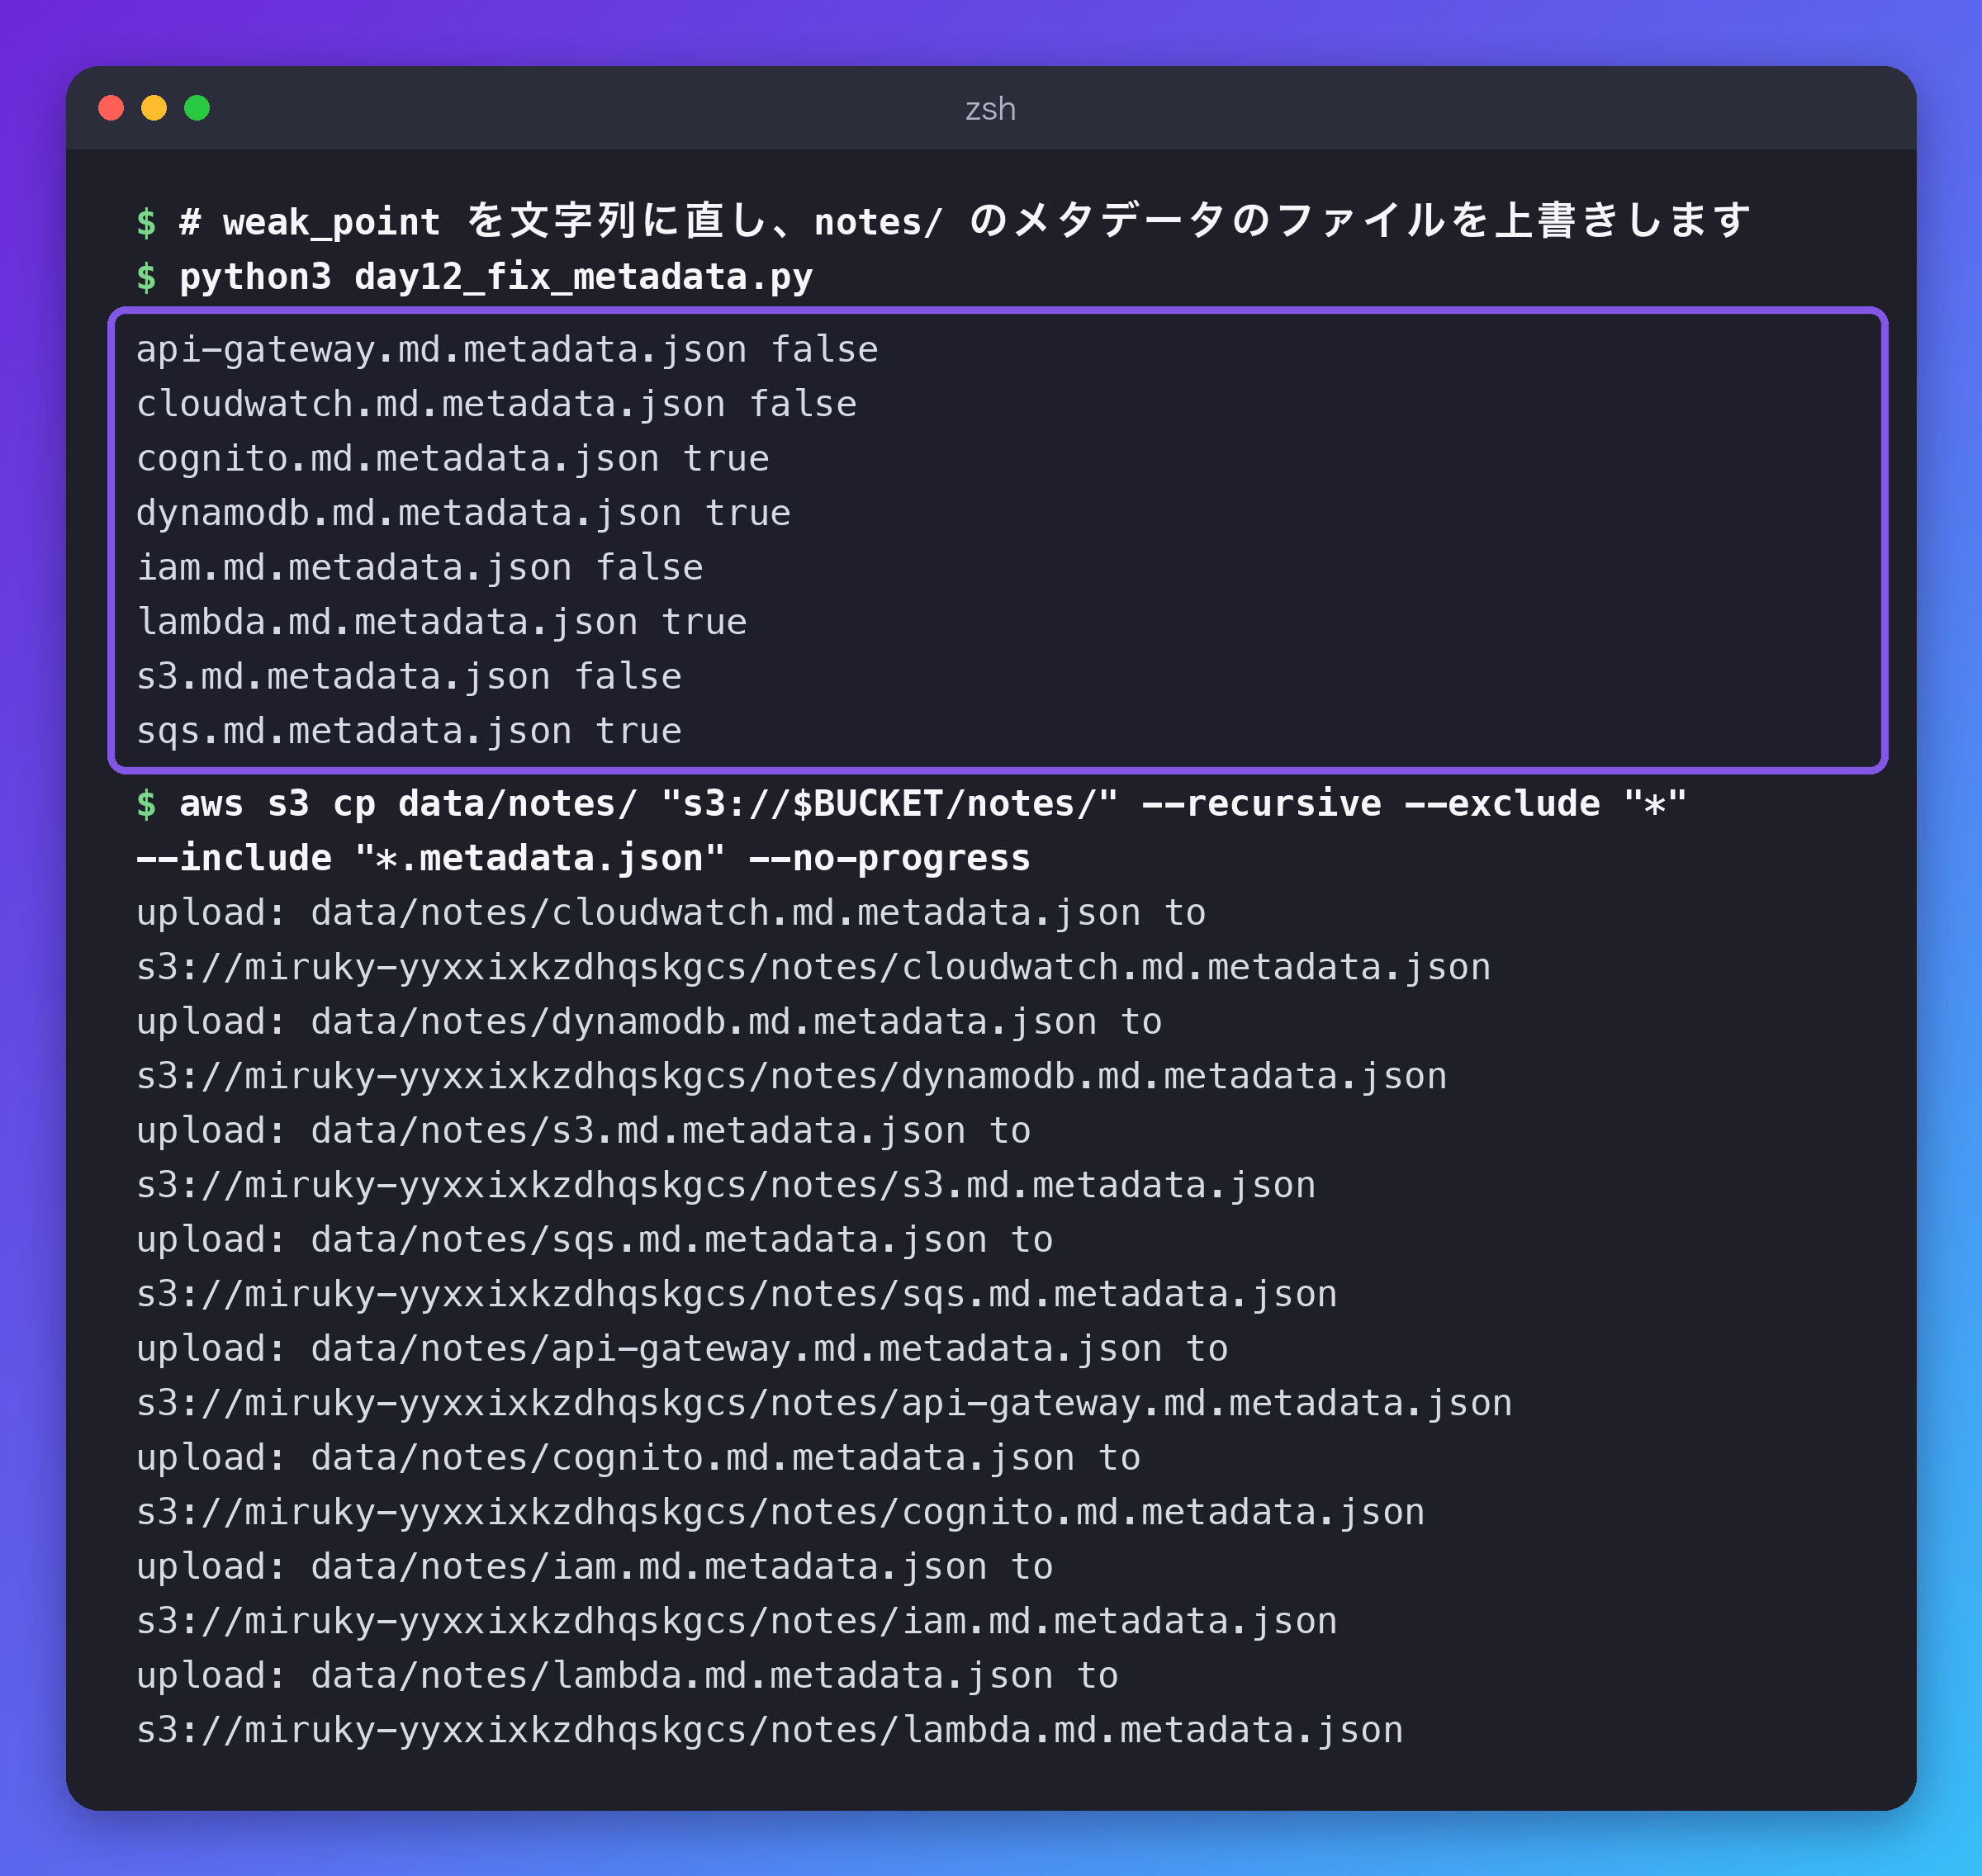 zsh
$ # weak_point を文字列に直し、notes/ のメタデータのファイルを上書きします
$ python3 day12_fix_metadata.py
api-gateway.md.metadata.json false
cloudwatch.md.metadata.json false
cognito.md.metadata.json true
dynamodb.md.metadata.json true
iam.md.metadata.json false
lambda.md.metadata.json true
s3.md.metadata.json false
sqs.md.metadata.json true
$ aws s3 cp data/notes/ "s3://$BUCKET/notes/" --recursive --exclude "*"
--include "*.metadata.json" --no-progress
upload: data/notes/cloudwatch.md.metadata.json to
s3://miruky-yyxxixkzdhqskgcs/notes/cloudwatch.md.metadata.json
upload: data/notes/dynamodb.md.metadata.json to
s3://miruky-yyxxixkzdhqskgcs/notes/dynamodb.md.metadata.json
upload: data/notes/s3.md.metadata.json to
s3://miruky-yyxxixkzdhqskgcs/notes/s3.md.metadata.json
upload: data/notes/sqs.md.metadata.json to
s3://miruky-yyxxixkzdhqskgcs/notes/sqs.md.metadata.json
upload: data/notes/api-gateway.md.metadata.json to
s3://miruky-yyxxixkzdhqskgcs/notes/api-gateway.md.metadata.json
upload: data/notes/cognito.md.metadata.json to
s3://miruky-yyxxixkzdhqskgcs/notes/cognito.md.metadata.json
upload: data/notes/iam.md.metadata.json to
s3://miruky-yyxxixkzdhqskgcs/notes/iam.md.metadata.json
upload: data/notes/lambda.md.metadata.json to
s3://miruky-yyxxixkzdhqskgcs/notes/lambda.md.metadata.json